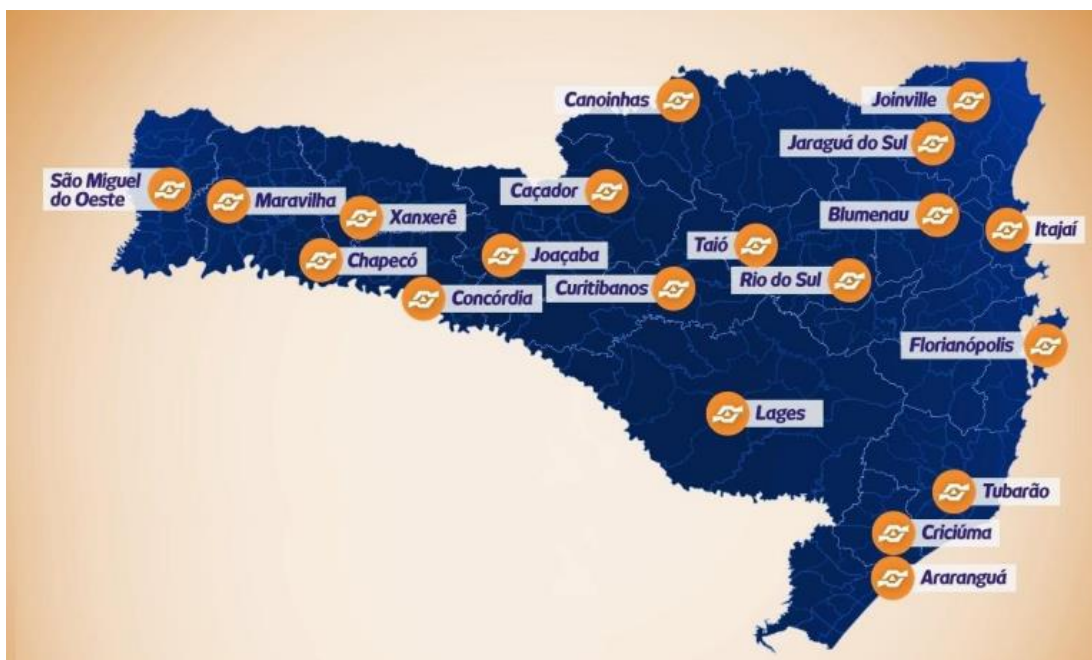 Canoinhas
Joinville
Jaraguá do Sul
São Miguel
do Oeste
Maravilha
Caçador
Xanxerê
Blumenau
Itajaí
Taió
Chapecó
Joaçaba
Rio do Sul
Curitibanos
Concórdia
Florianópolis
Lages
Tubarão
Criciúma
Araranguá